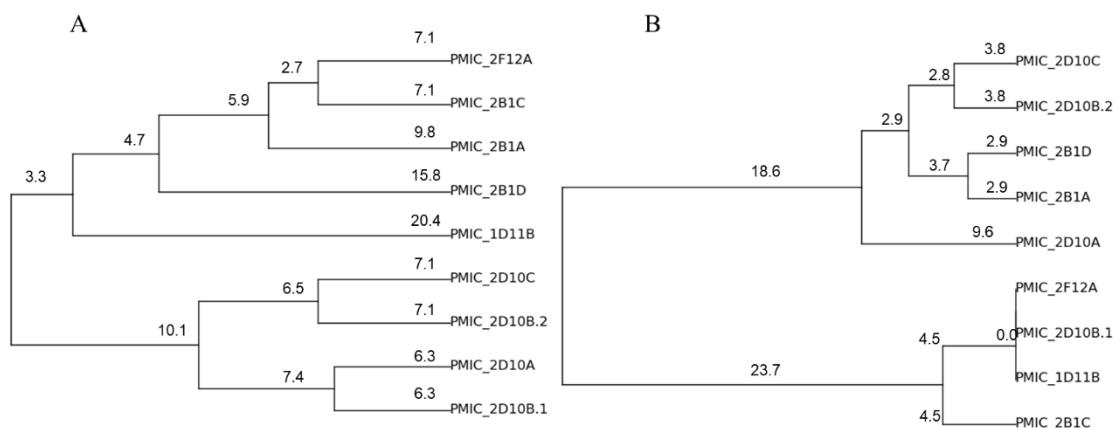 A
7.1
PMIC_2F12A
2.7
7.1
PMIC_2B1C
5.9
9.8
PMIC_2B1A
4.7
15.8
PMIC_2B1D
3.3
20.4
PMIC_1D11B
7.1
PMIC_2D10C
6.5
7.1
PMIC_2D10B.2
10.1
6.3
PMIC_2D10A
7.4
6.3
PMIC_2D10B.1
B
3.8
PMIC_2D10C
2.8
3.8
PMIC_2D10B.2
2.9
2.9
PMIC_2B1D
3.7
2.9
PMIC_2B1A
18.6
9.6
PMIC_2D10A
PMIC_2F12A
0.0
PMIC_2D10B.1
4.5
PMIC_1D11B
23.7
4.5
PMIC_2B1C